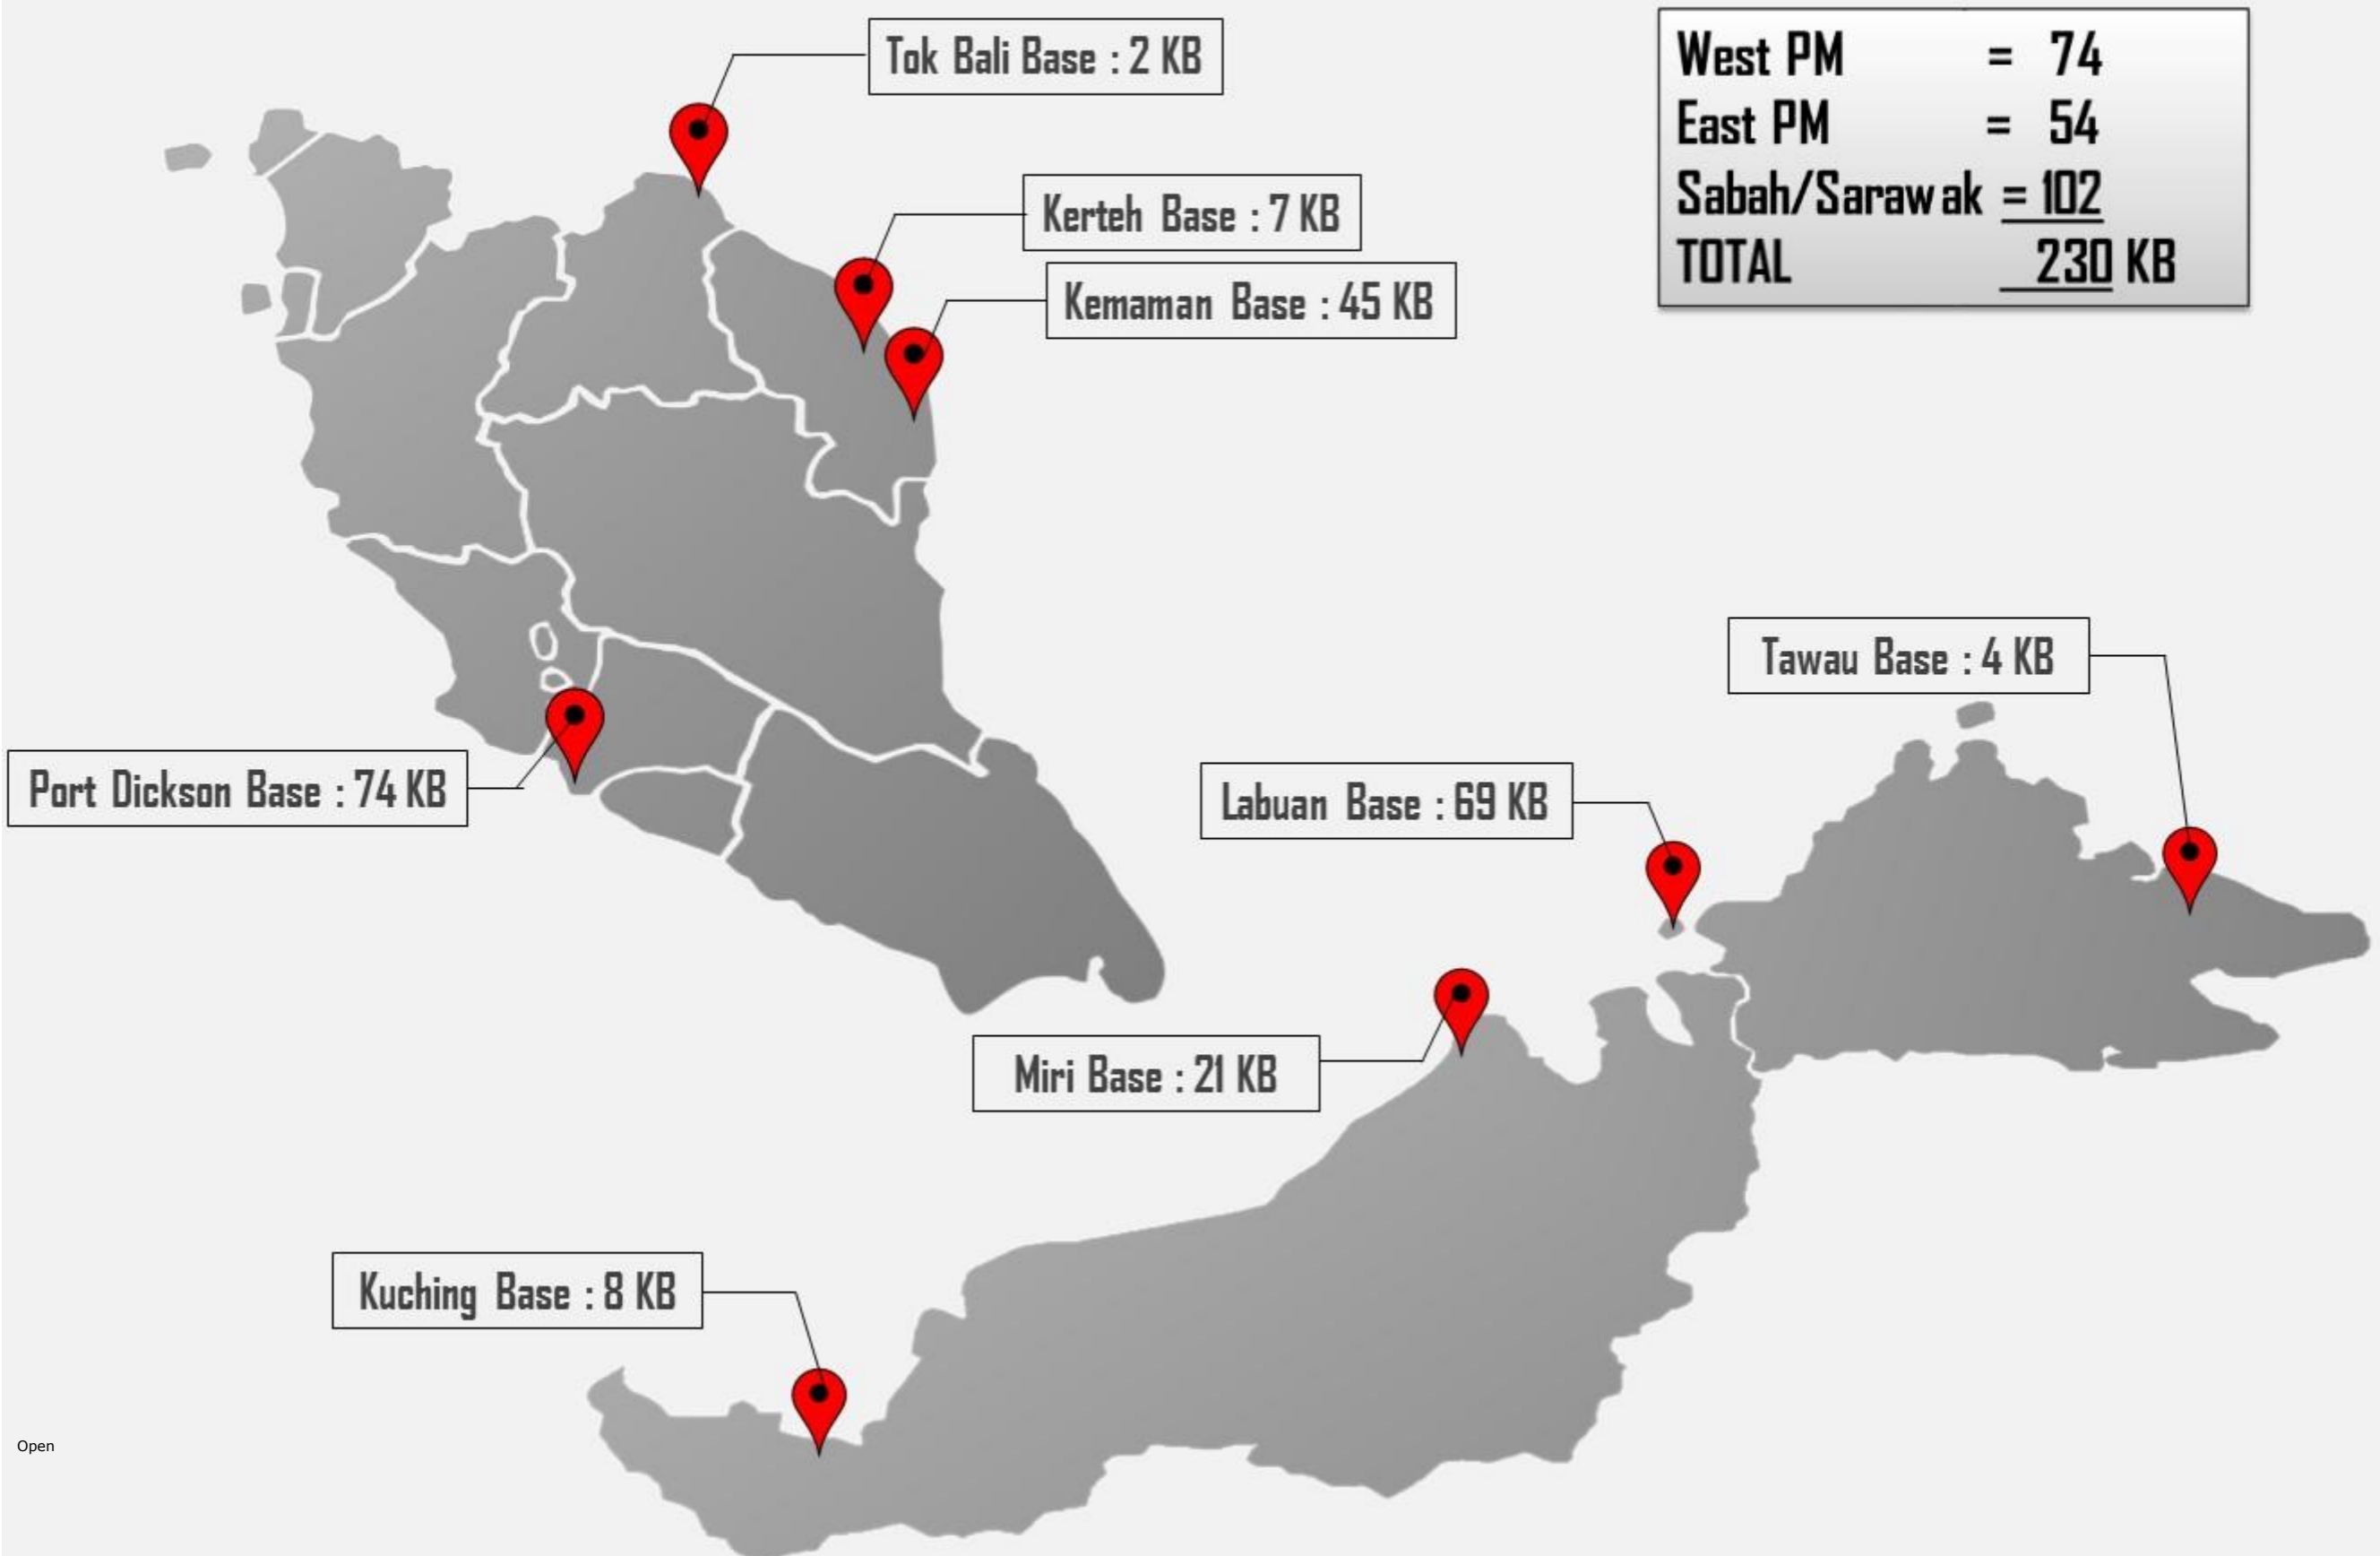 Tok Bali Base : 2 KB
West PM = 74
East PM = 54
Sabah/Sarawak = 102
TOTAL 230 KB
Kerteh Base : 7 KB
Kemaman Base : 45 KB
Tawau Base : 4 KB
Port Dickson Base : 74 KB
Labuan Base : 69 KB
Miri Base : 21 KB
Kuching Base : 8 KB
Open